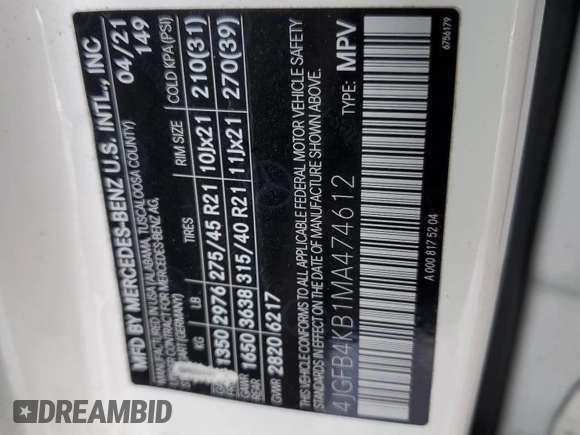 MFD BY MERCEDES-BENZ U.S. INTL., INC
MANUFACTURED IN USA (ALABAMA, TUSCALOOSA COUNTY)
UNDER CONTRACT FOR MERCEDES-BENZ AG,
(GERMANY)
04/21
149
KG LB TIRES RIM SIZE COLD KPA(PSI)
1350 2976 275/45 R21 10Jx21 210(31)
GAWR
REAR
1650 3638 315/40 R21 11Jx21 270(39)
GVWR
2820 6217
THIS VEHICLE CONFORMS TO ALL APPLICABLE FEDERAL MOTOR VEHICLE SAFETY
STANDARDS IN EFFECT ON THE DATE OF MANUFACTURE SHOWN ABOVE.
4JGFB4KB1MA474612 TYPE: MPV
A 000 817 52 04
6756179
DREAMBID